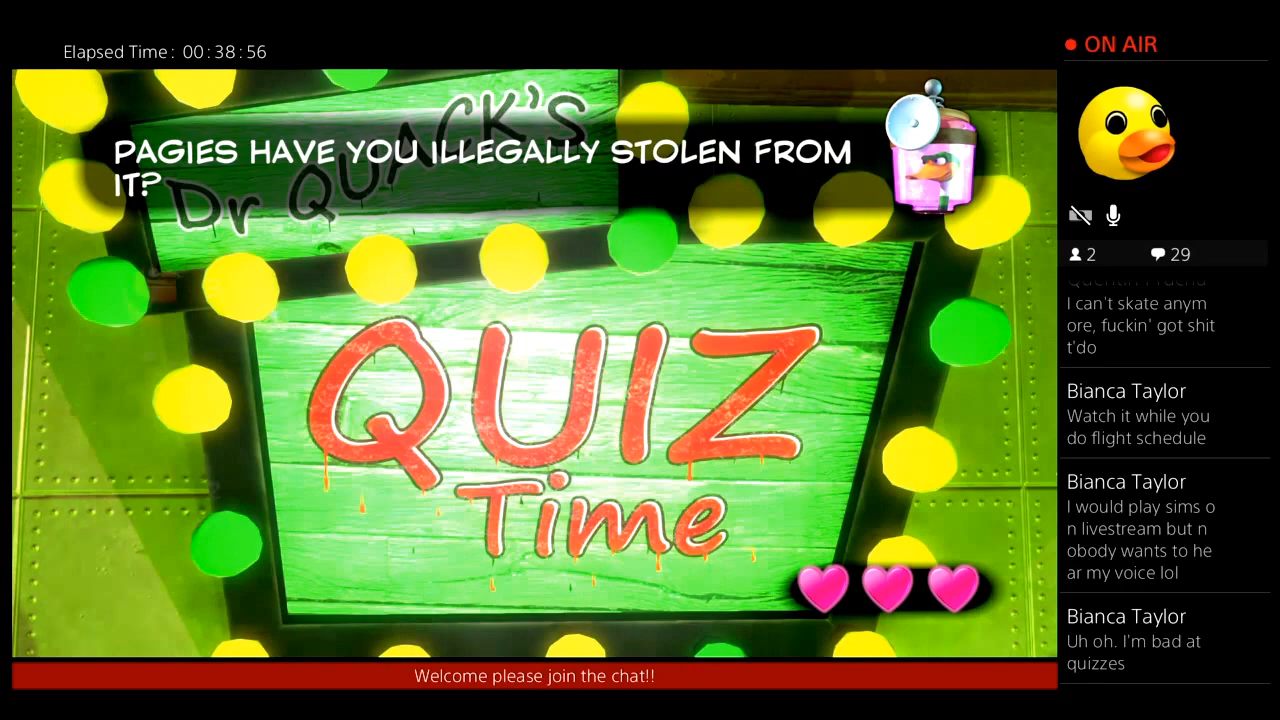 Elapsed Time: 00:38:56
ON AIR
Dr QUACK'S
PAGIES HAVE YOU ILLEGALLY STOLEN FROM
IT?
QUIZ
Time
2
29
I can't skate anym
ore, fuckin' got shit
t'do
Bianca Taylor
Watch it while you
do flight schedule
Bianca Taylor
I would play sims o
n livestream but n
obody wants to he
ar my voice lol
Bianca Taylor
Uh oh. I'm bad at
quizzes
Welcome please join the chat!!